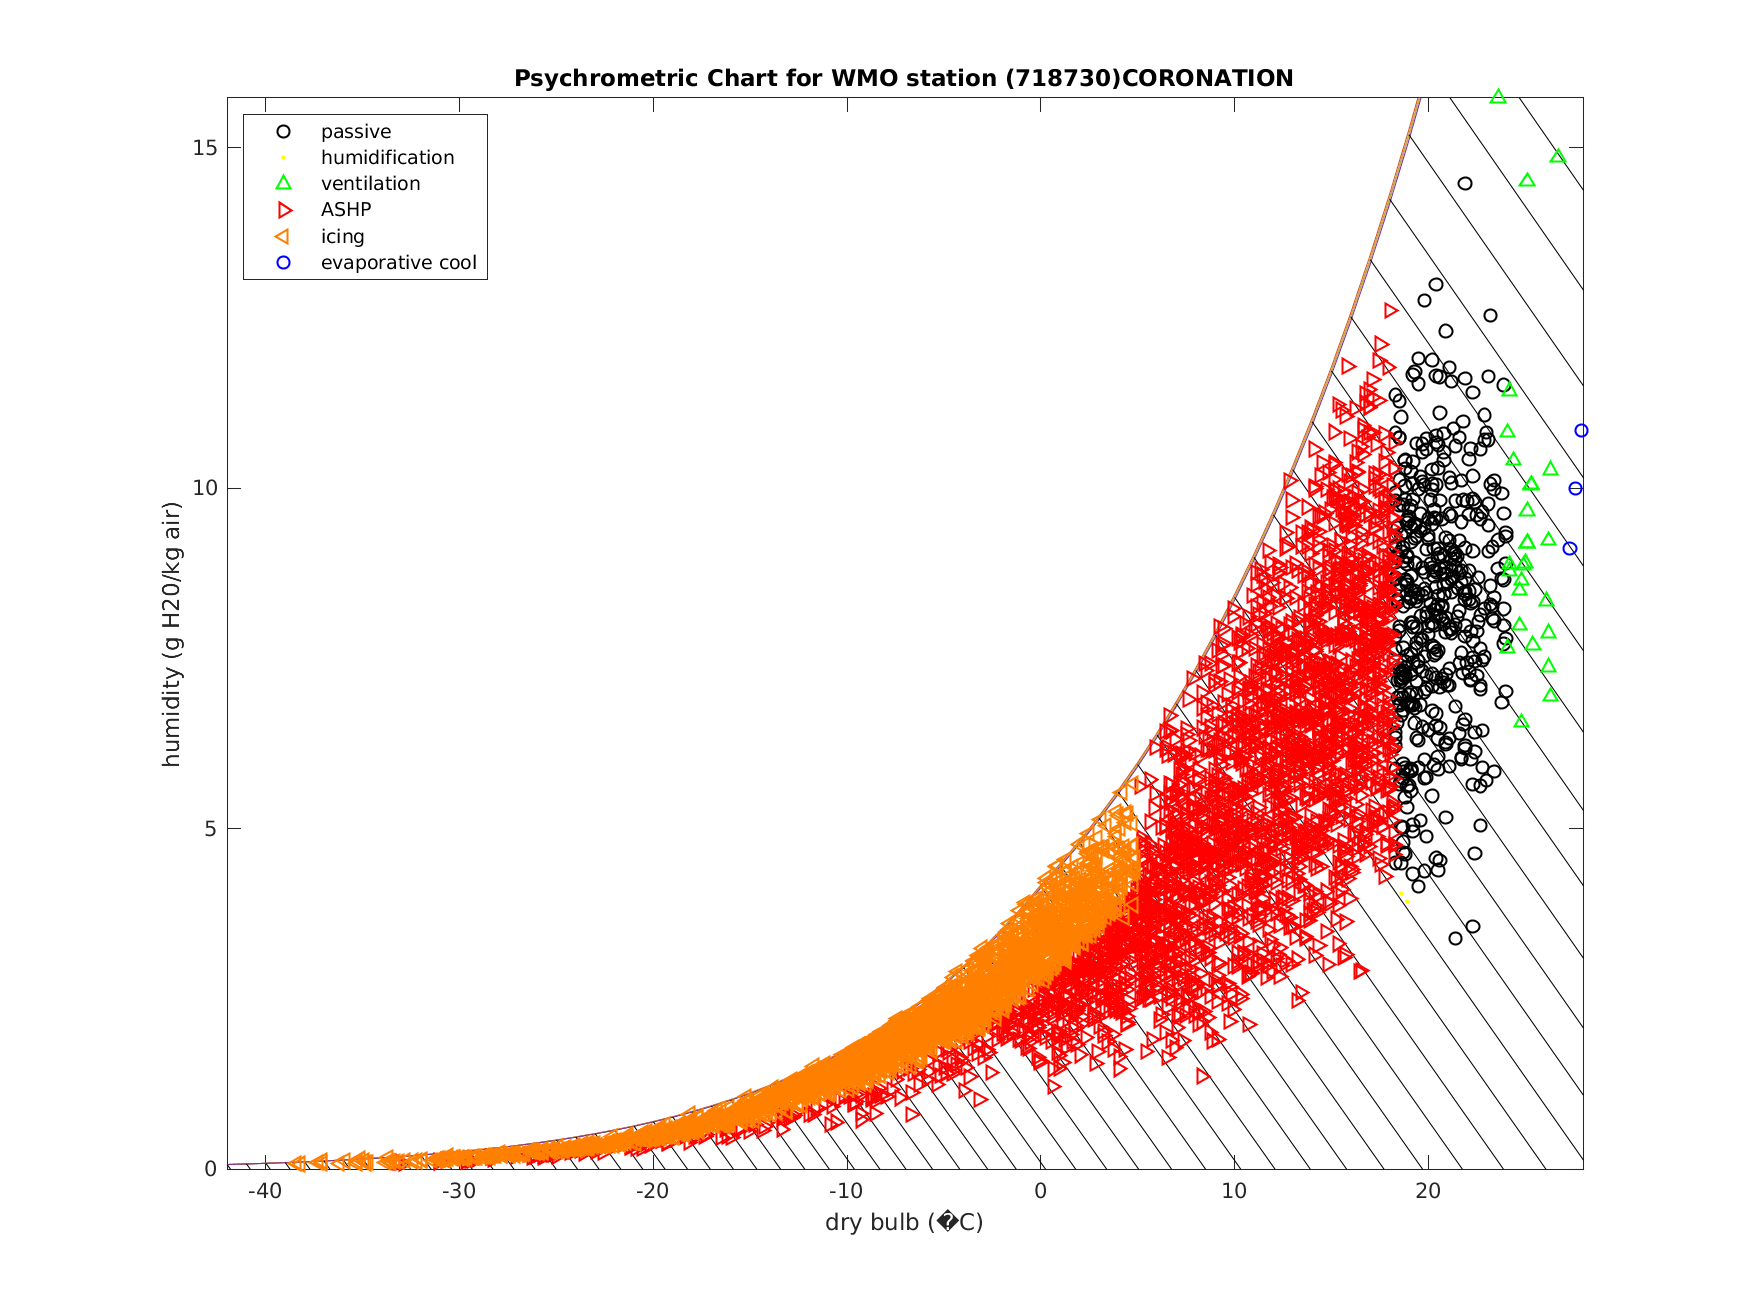 Psychrometric Chart for WMO station (718730)CORONATION
passive
humidification
ventilation
ASHP
icing
evaporative cool
humidity (g H20/kg air)
15
10
5
0
-40 -30 -20 -10 0 10 20
dry bulb (�C)